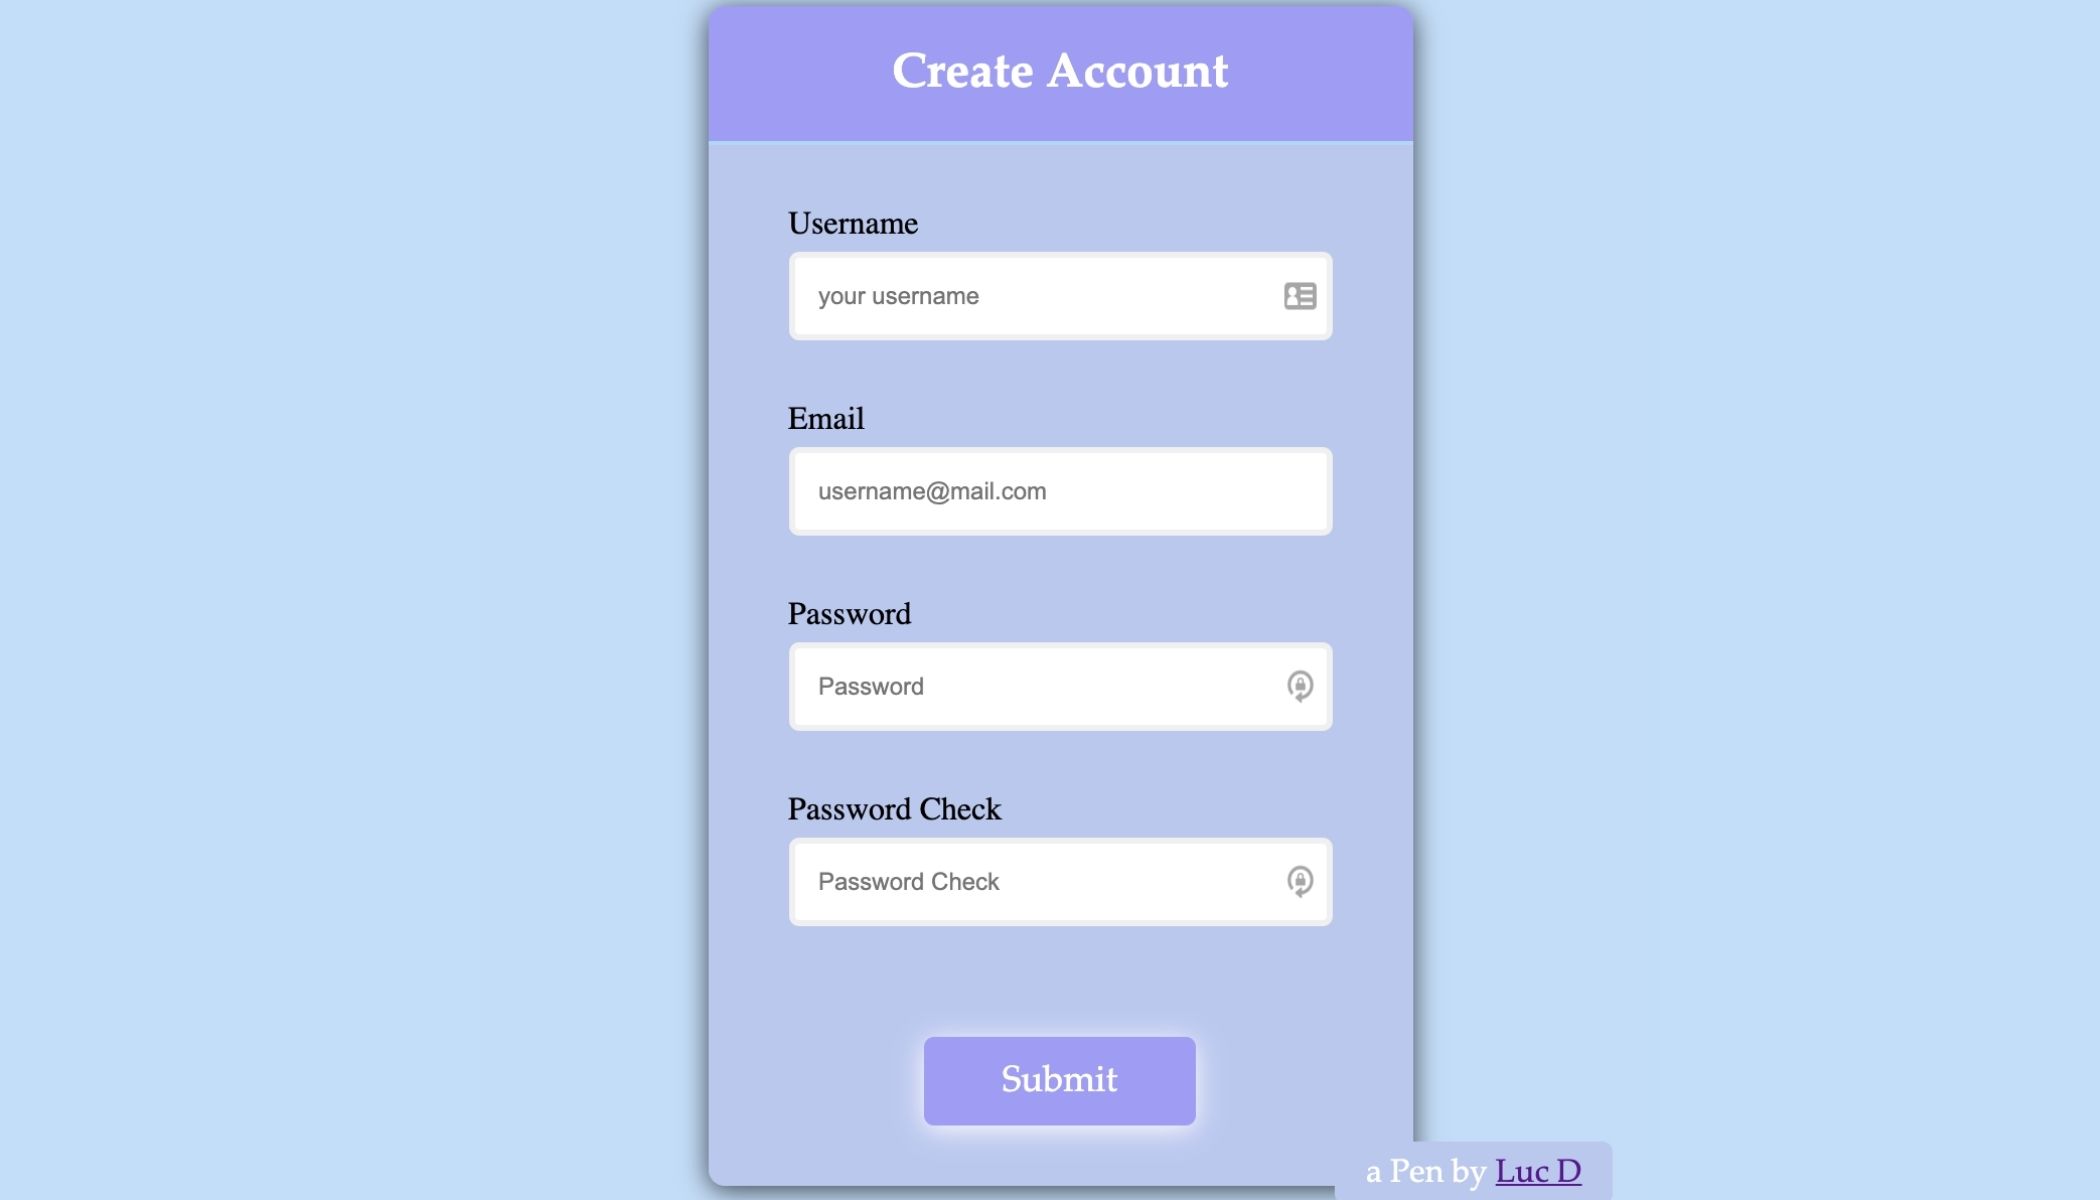 Create Account
Username
your username
Email
username@mail.com
Password
Password
Password Check
Password Check
Submit
a Pen by Luc D